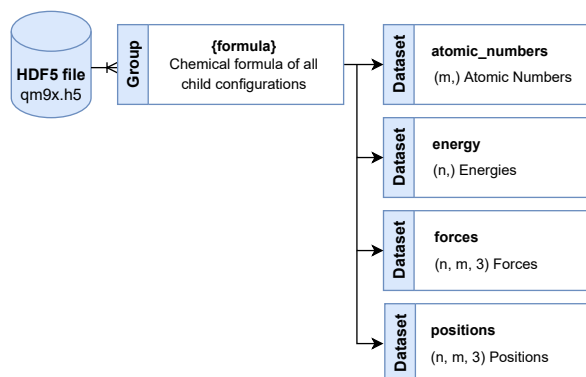 HDF5 file
qm9x.h5
Group
{formula}
Chemical formula of all
child configurations
Dataset
atomic_numbers
(m,) Atomic Numbers
Dataset
energy
(n,) Energies
Dataset
forces
(n, m, 3) Forces
Dataset
positions
(n, m, 3) Positions